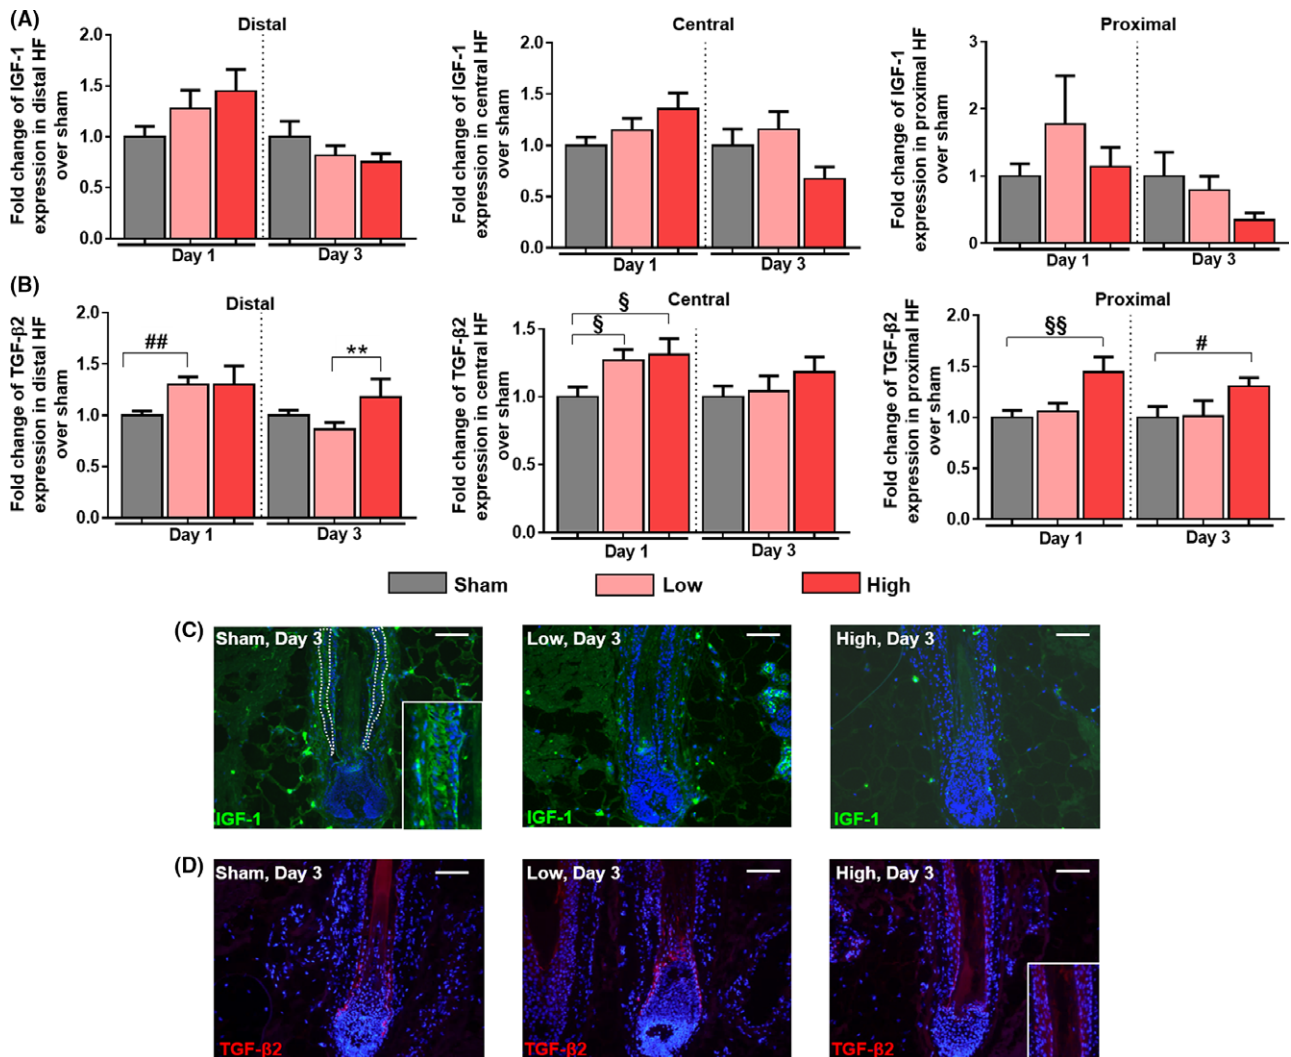 (A)
Distal
Fold change of IGF-1
expression in distal HF
over sham
2.0
1.5
1.0
0.5
0.0
Day 1
Day 3
Central
Fold change of IGF-1
expression in central HF
over sham
2.0
1.5
1.0
0.5
0.0
Day 1
Day 3
Proximal
Fold change of IGF-1
expression in proximal HF
over sham
3
2
1
0
Day 1
Day 3
(B)
Distal
Fold change of TGF-β2
expression in distal HF
over sham
2.0
1.5
1.0
0.5
0.0
##
**
Day 1
Day 3
Central
Fold change of TGF-β2
expression in central HF
over sham
1.5
1.0
0.5
0.0
§
§
Day 1
Day 3
Proximal
Fold change of TGF-β2
expression in proximal HF
over sham
2.0
1.5
1.0
0.5
0.0
§§
#
Day 1
Day 3
Sham
Low
High
(C)
Sham, Day 3
IGF-1
Low, Day 3
IGF-1
High, Day 3
IGF-1
(D)
Sham, Day 3
TGF-β2
Low, Day 3
TGF-β2
High, Day 3
TGF-β2